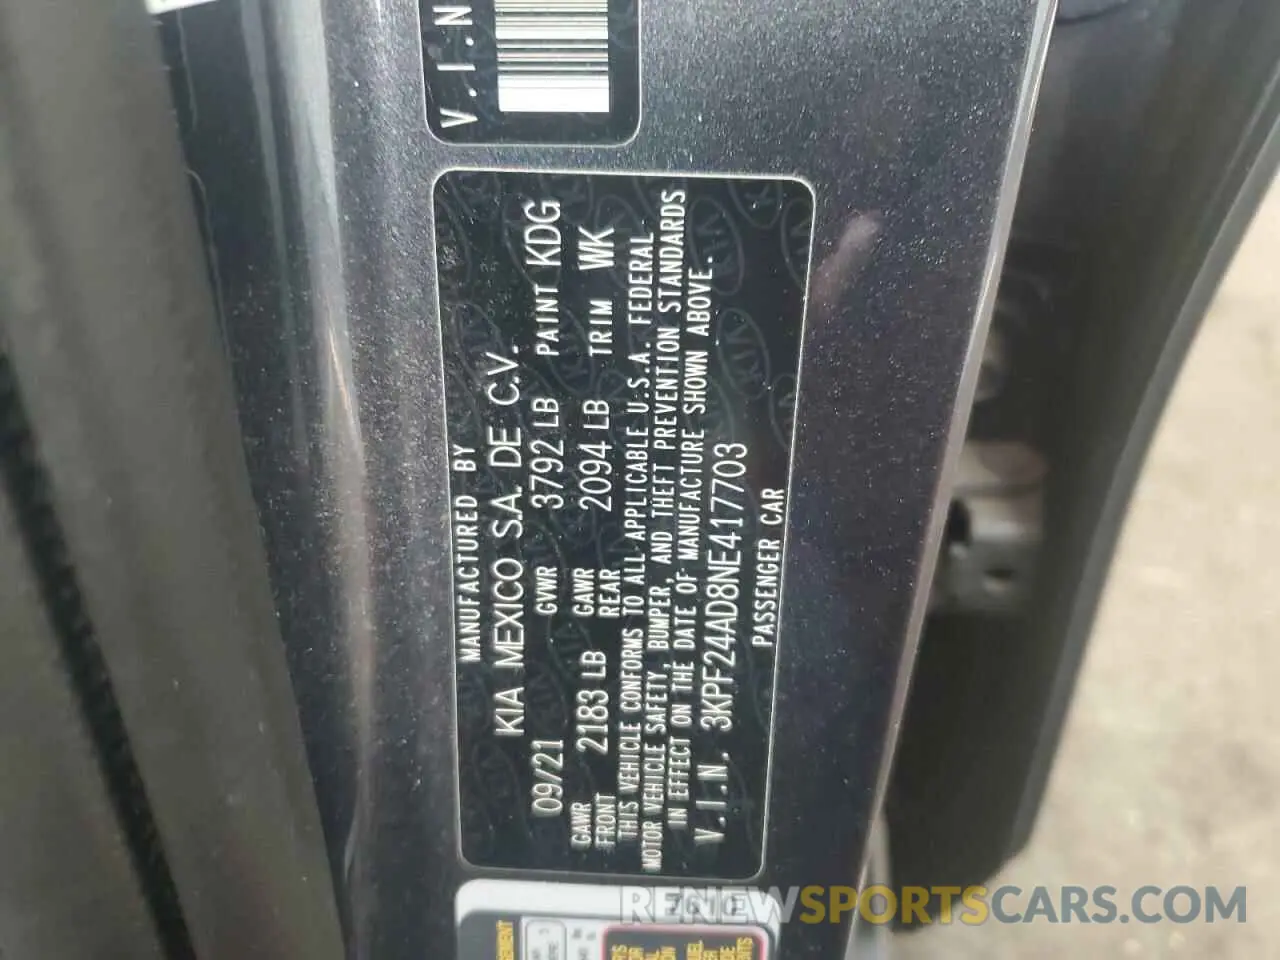 V.I.N
MANUFACTURED BY
KIA MEXICO S.A. DE C.V.
09/21 GVWR 3792 LB PAINT KDG
GAWR FRONT 2183 LB GAWR REAR 2094 LB TRIM WK
THIS VEHICLE CONFORMS TO ALL APPLICABLE U.S.A. FEDERAL
MOTOR VEHICLE SAFETY, BUMPER, AND THEFT PREVENTION STANDARDS
IN EFFECT ON THE DATE OF MANUFACTURE SHOWN ABOVE.
V.I.N. 3KPF24AD8NE417703
PASSENGER CAR
RENEWSPORTSCARS.COM